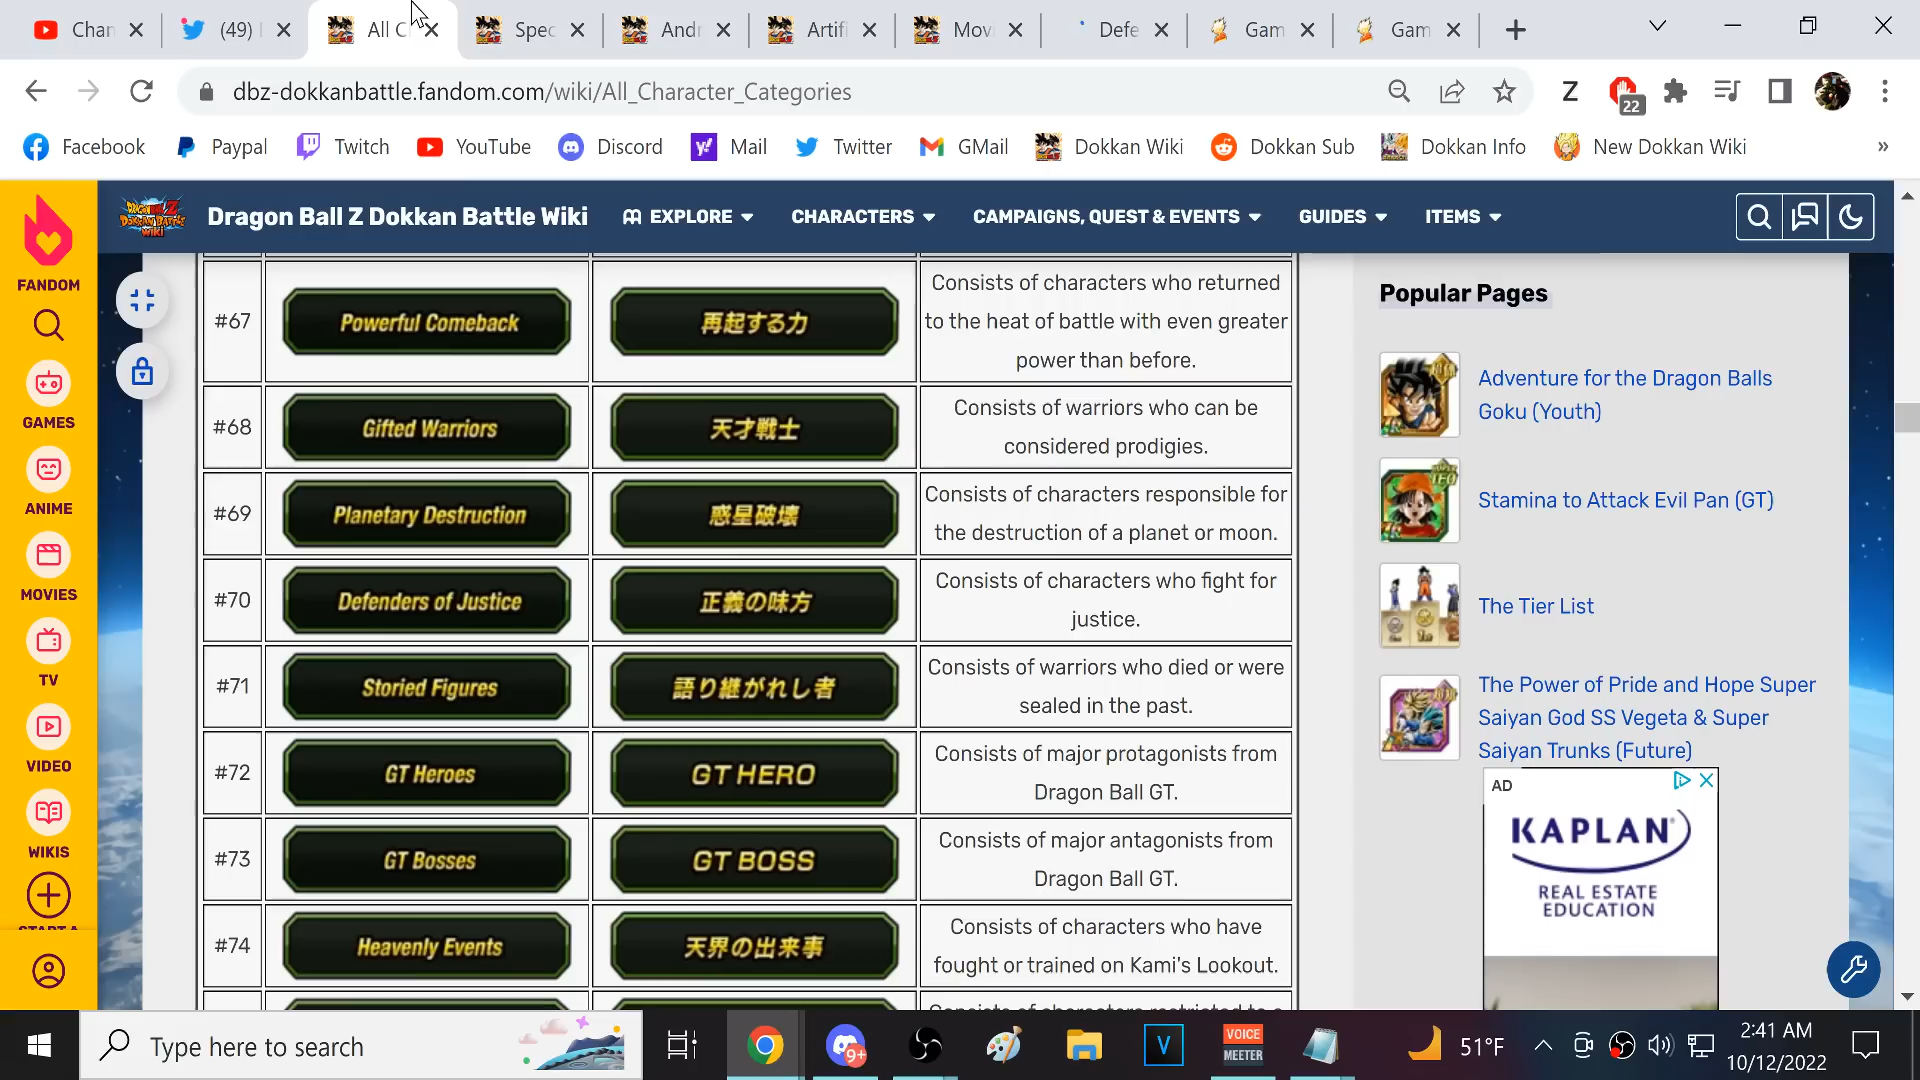 Chan
(49)
All C
Spec
Andr
Artifi
Movi
Defe
Gam
Gam
dbz-dokkanbattle.fandom.com/wiki/All_Character_Categories
Z
22
Facebook
Paypal
Twitch
YouTube
Discord
Mail
Twitter
GMail
Dokkan Wiki
Dokkan Sub
Dokkan Info
New Dokkan Wiki
»
Dragon Ball Z Dokkan Battle Wiki
EXPLORE
CHARACTERS
CAMPAIGNS, QUEST & EVENTS
GUIDES
ITEMS
FANDOM
GAMES
ANIME
MOVIES
TV
VIDEO
WIKIS
START A
#67
Powerful Comeback
再起する力
Consists of characters who returned
to the heat of battle with even greater
power than before.
#68
Gifted Warriors
天才戦士
Consists of warriors who can be
considered prodigies.
#69
Planetary Destruction
惑星破壊
Consists of characters responsible for
the destruction of a planet or moon.
#70
Defenders of Justice
正義の味方
Consists of characters who fight for
justice.
#71
Storied Figures
語り継がれし者
Consists of warriors who died or were
sealed in the past.
#72
GT Heroes
GT HERO
Consists of major protagonists from
Dragon Ball GT.
#73
GT Bosses
GT BOSS
Consists of major antagonists from
Dragon Ball GT.
#74
Heavenly Events
天界の出来事
Consists of characters who have
fought or trained on Kami's Lookout.
Consists of characters restricted to a
Popular Pages
Adventure for the Dragon Balls
Goku (Youth)
Stamina to Attack Evil Pan (GT)
The Tier List
The Power of Pride and Hope Super
Saiyan God SS Vegeta & Super
Saiyan Trunks (Future)
AD
KAPLAN
REAL ESTATE
EDUCATION
Type here to search
9+
V
VOICE
MEETER
51°F
2:41 AM
10/12/2022